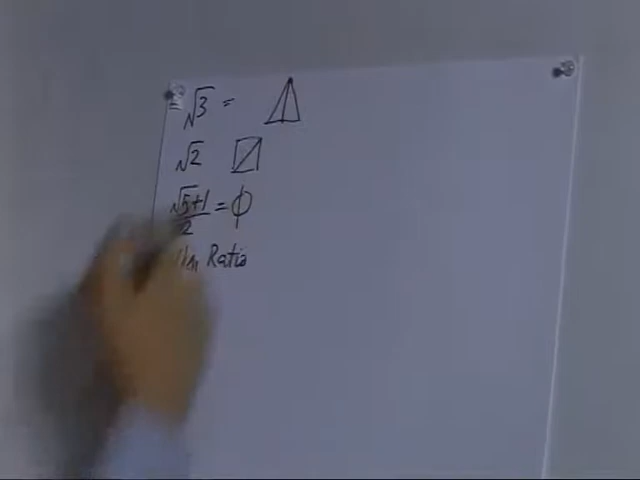 √3 =
√2
(√5+1)/2 = ϕ
Ratio